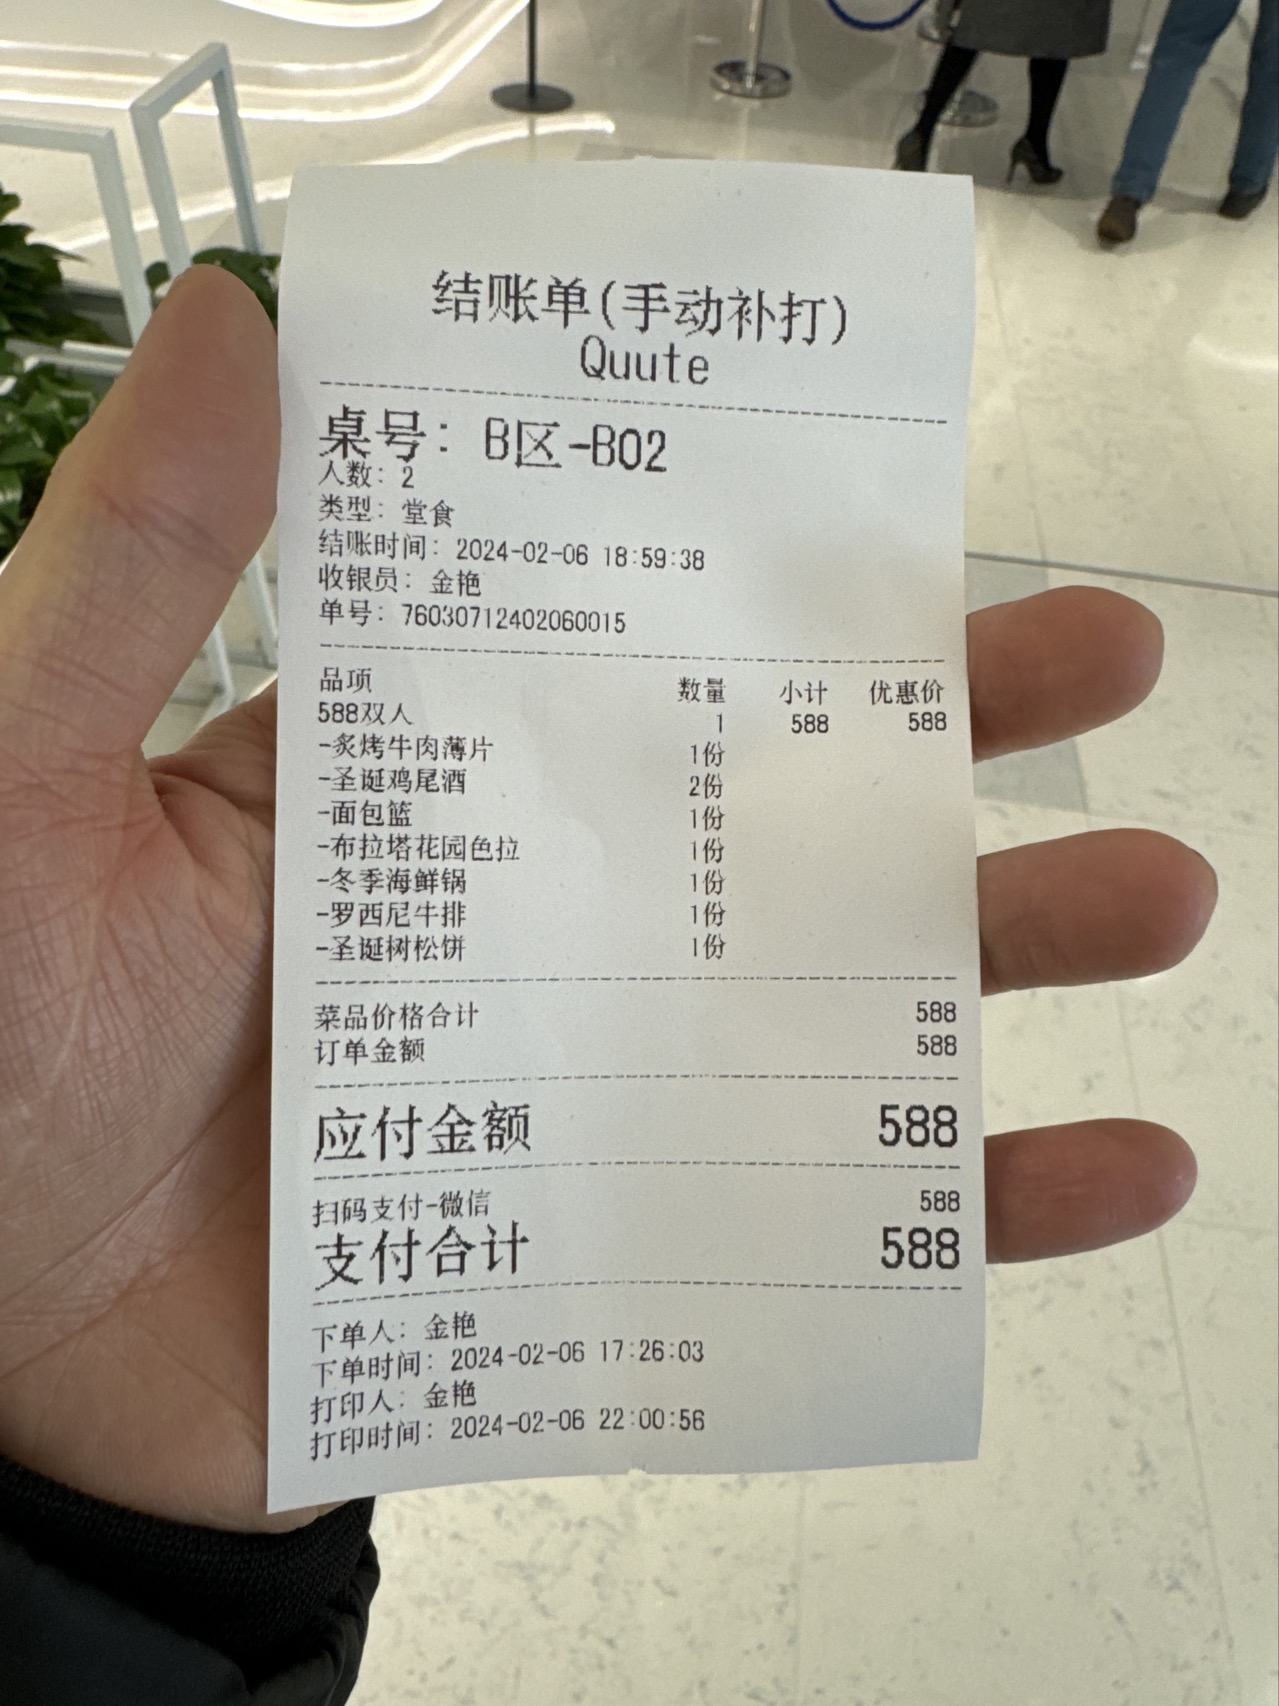 结账单(手动补打)
Quute
桌号: B区-B02
人数: 2
类型: 堂食
结账时间: 2024-02-06 18:59:38
收银员: 金艳
单号: 76030712402060015
品项 数量 小计 优惠价
588双人 1 588 588
-炙烤牛肉薄片 1份
-圣诞鸡尾酒 2份
-面包篮 1份
-布拉塔花园色拉 1份
-冬季海鲜锅 1份
-罗西尼牛排 1份
-圣诞树松饼 1份
菜品价格合计 588
订单金额 588
应付金额 588
扫码支付-微信 588
支付合计 588
下单人: 金艳
下单时间: 2024-02-06 17:26:03
打印人: 金艳
打印时间: 2024-02-06 22:00:56